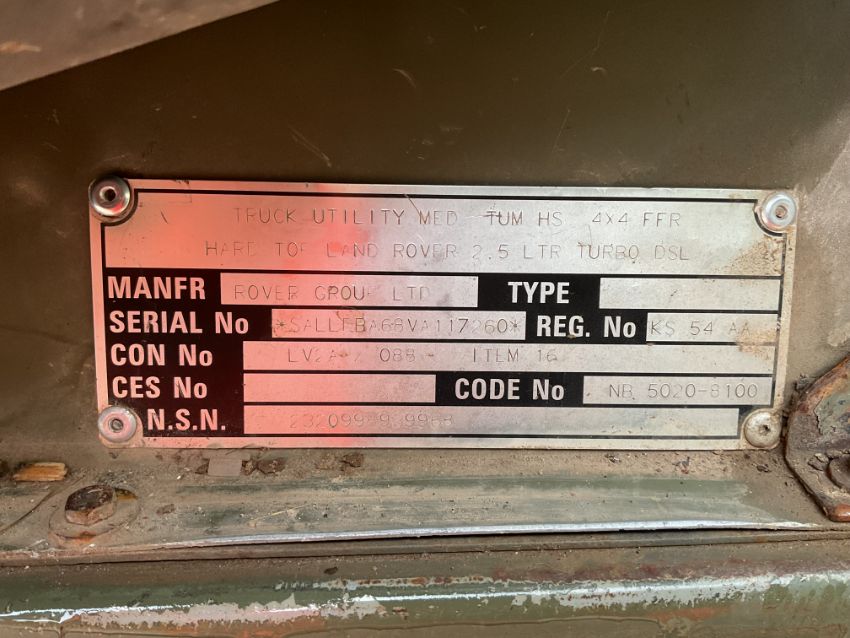 TRUCK UTILITY MED TUM HS 4x4 FFR
HARD TOP LAND ROVER 2.5 LTR TURBO DSL
MANFR ROVER GROUP LTD TYPE
SERIAL No REG. No KS 54 AA
CON No ITEM 16
CES No CODE No NB 5020-8100
N.S.N.